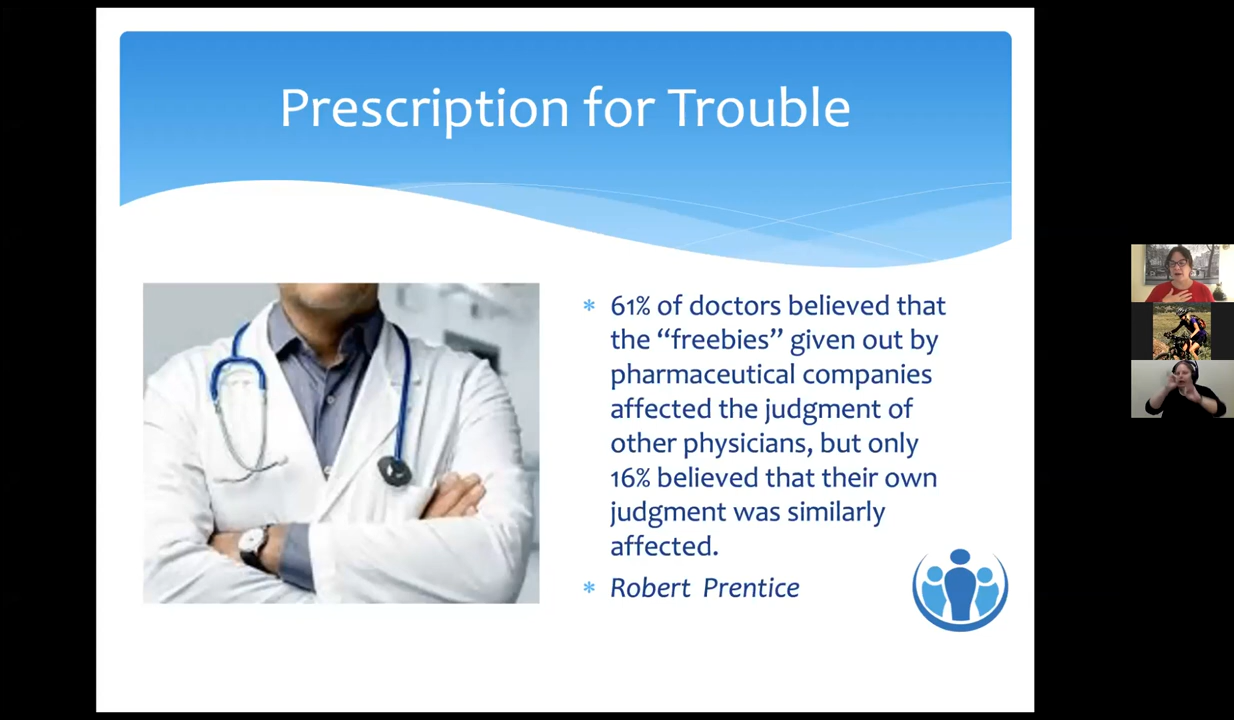 Prescription for Trouble
* 61% of doctors believed that
the “freebies” given out by
pharmaceutical companies
affected the judgment of
other physicians, but only
16% believed that their own
judgment was similarly
affected.
* Robert Prentice